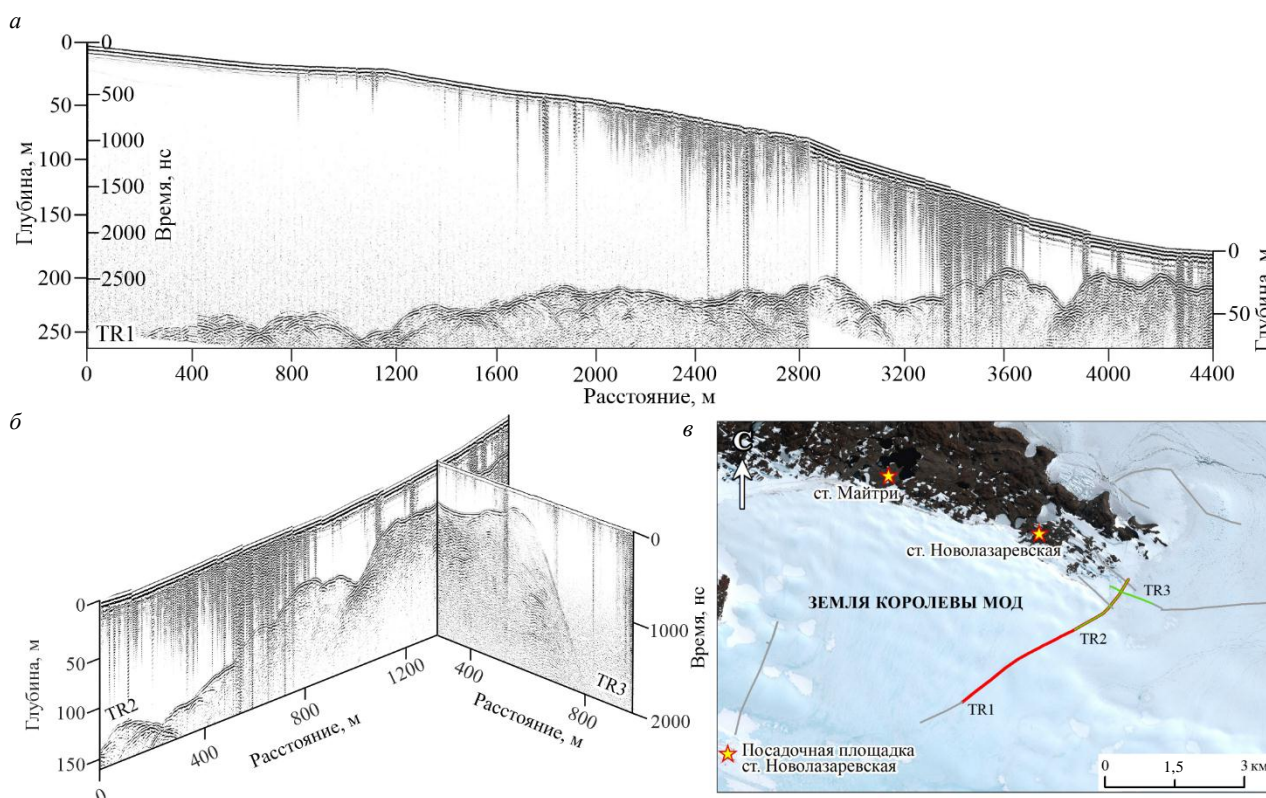 а
0
0
50
100
150
200
250
Глубина, м
500
1000
1500
2000
2500
Время, нс
TR1
0
50
Глубина, м
0 400 800 1200 1600 2000 2400 2800 3200 3600 4000 4400
Расстояние, м
б
0
50
100
150
Глубина, м
TR2
0
400
800
1200
Расстояние, м
400
800
Расстояние, м
TR3
0
1000
2000
Время, нс
в
С
ст. Майтри
ст. Новолазаревская
ЗЕМЛЯ КОРОЛЕВЫ МОД
TR3
TR2
TR1
Посадочная площадка
ст. Новолазаревская
0 1,5 3 км